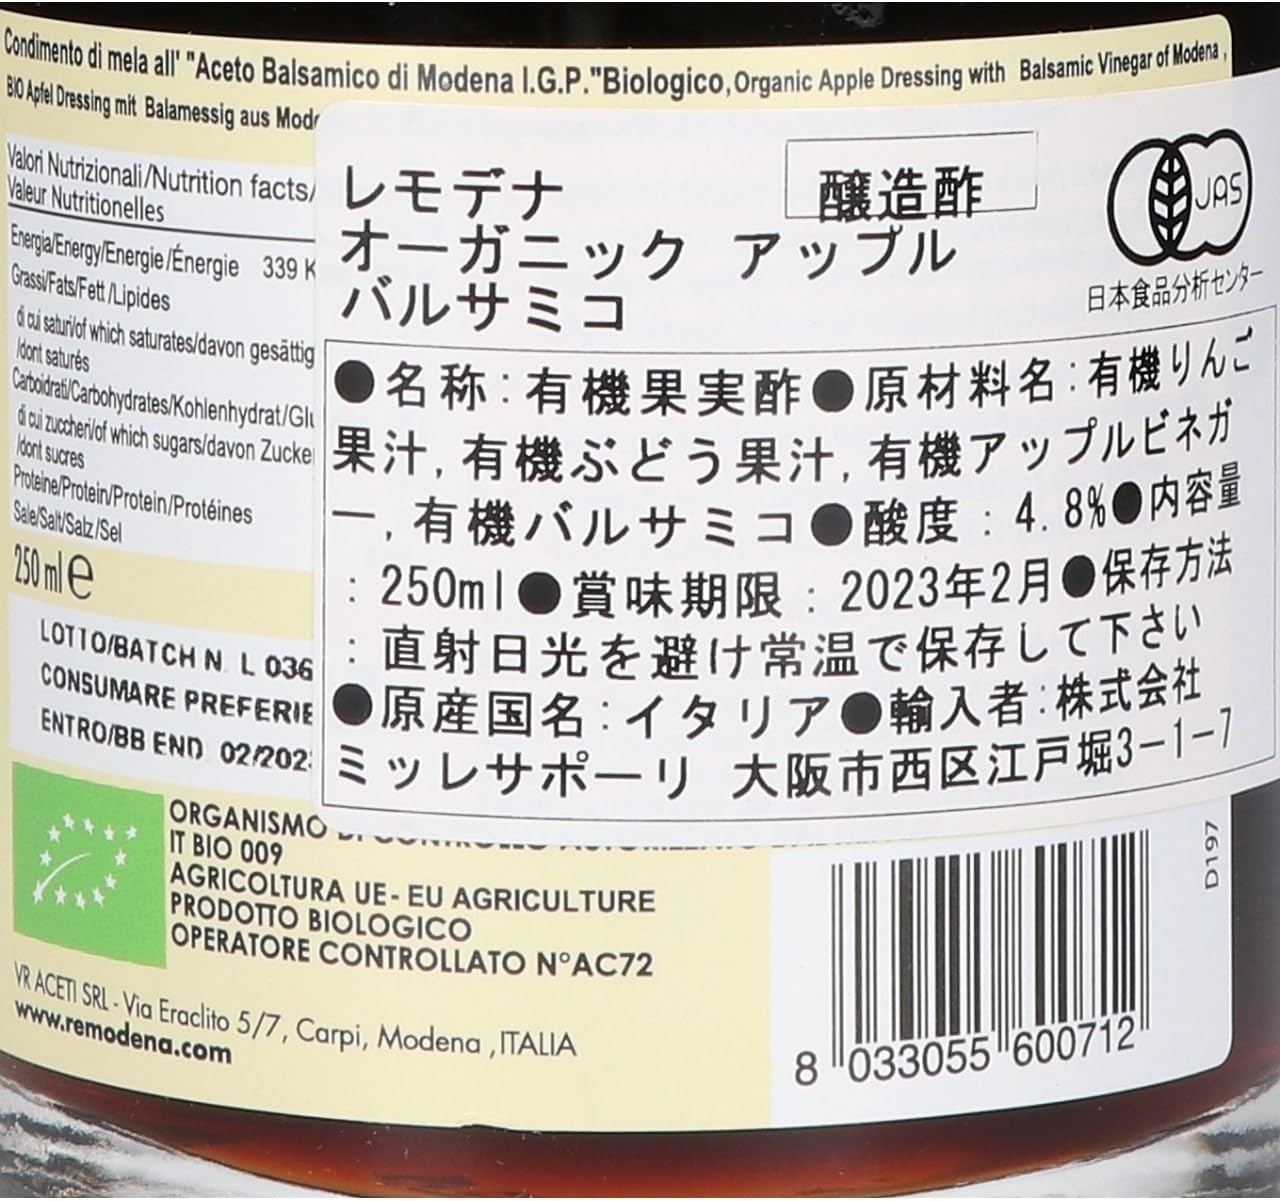 Condimento di mela all' "Aceto Balsamico di Modena I.G.P."Biologico, Organic Apple Dressing with Balsamic Vinegar of Modena ,
BIO Apfel Dressing mit Balamessig aus
Valori Nutrizionali/Nutrition facts/
Valeur Nutritionelles
Energia/Energy/Energie/Énergie 339
Grassi/Fats/Fett/Lipides
di cui saturi/of which saturates/davon
/dont saturés
Carboidrati/Carbohydrates/Kohlenhydrat/
di cui zuccheri/of which sugars/davon
/dont sucres
Proteine/Protein/Protein/Protéines
Sale/Salt/Salz/Sel
250 ml e
LOTTO/BATCH N. L 036
CONSUMARE
ENTRO/BB END 02/202
レモデナ
醸造酢
オーガニック アップル
バルサミコ
JAS
日本食品分析センター
●名称:有機果実酢●原材料名:有機りんご
果汁,有機ぶどう果汁,有機アップルビネガ
ー,有機バルサミコ●酸度:4.8%●内容量
:250ml●賞味期限:2023年2月●保存方法
:直射日光を避け常温で保存して下さい
●原産国名:イタリア●輸入者:株式会社
ミッレサポーリ 大阪市西区江戸堀3-1-7
ORGANISMO
IT BIO 009
AGRICOLTURA UE- EU AGRICULTURE
PRODOTTO BIOLOGICO
OPERATORE CONTROLLATO N°AC72
VR ACETI SRL - Via Eraclito 5/7, Carpi, Modena ,ITALIA
www.remodena.com
D197
8 033055 600712